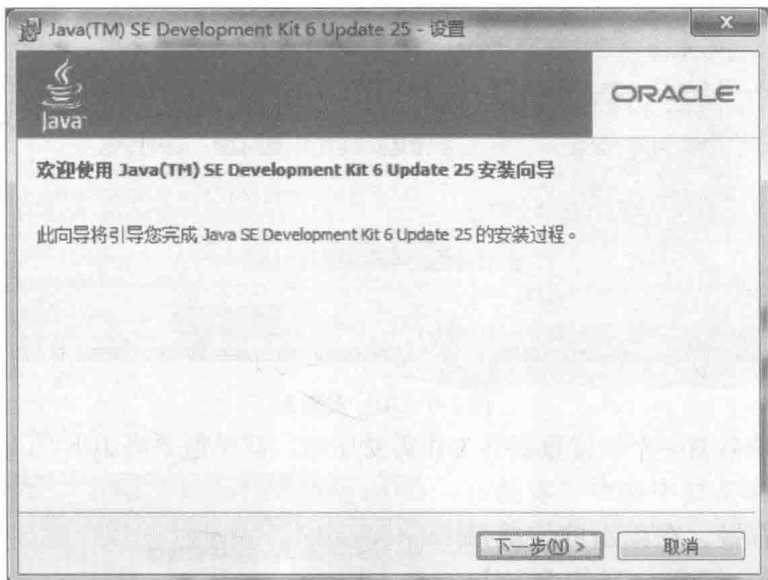 Java(TM) SE Development Kit 6 Update 25 - 设置
Java
ORACLE
欢迎使用 Java(TM) SE Development Kit 6 Update 25 安装向导
此向导将引导您完成 Java SE Development Kit 6 Update 25 的安装过程。
下一步(N) >
取消